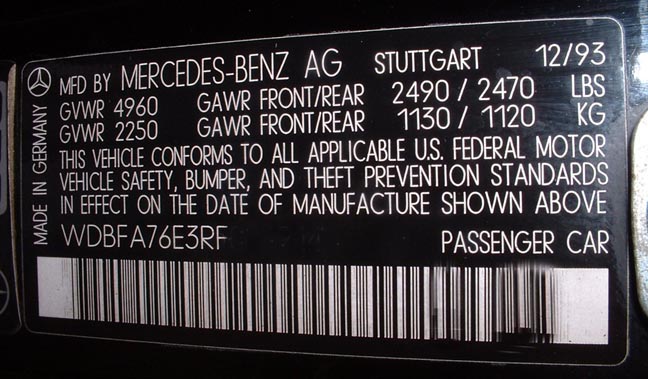 MFD BY MERCEDES-BENZ AG STUTTGART 12/93
GVWR 4960 GAWR FRONT/REAR 2490 / 2470 LBS
GVWR 2250 GAWR FRONT/REAR 1130 / 1120 KG
THIS VEHICLE CONFORMS TO ALL APPLICABLE U.S. FEDERAL MOTOR
VEHICLE SAFETY, BUMPER, AND THEFT PREVENTION STANDARDS
IN EFFECT ON THE DATE OF MANUFACTURE SHOWN ABOVE
WDBFA76E3RF PASSENGER CAR
MADE IN GERMANY